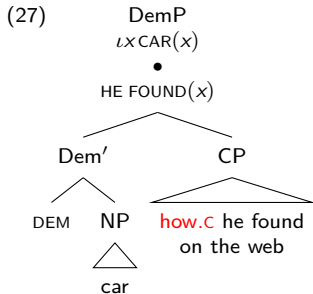 (27) DemP
ιx CAR(x)
•
HE FOUND(x)
Dem′ CP
DEM NP how.C he found
on the web
car